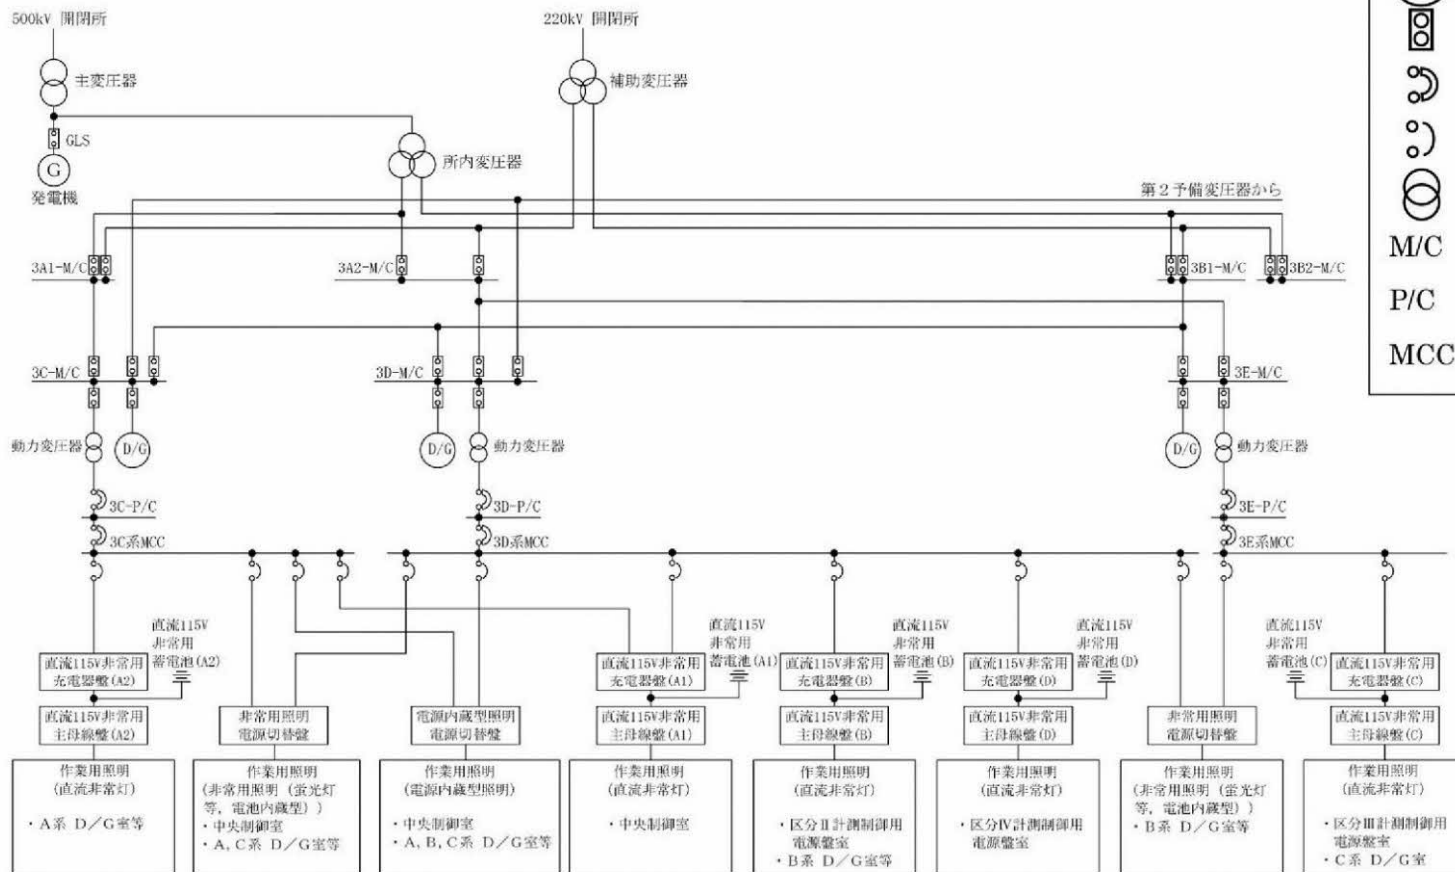 500kV 開閉所
220kV 開閉所
主変圧器
補助変圧器
GLS
G
発電機
所内変圧器
第2予備変圧器から
3A1-M/C
3A2-M/C
3B1-M/C
3B2-M/C
M/C
P/C
MCC
3C-M/C
3D-M/C
3E-M/C
動力変圧器
D/G
D/G
動力変圧器
D/G
動力変圧器
3C-P/C
3D-P/C
3E-P/C
3C系MCC
3D系MCC
3E系MCC
直流115V
非常用
蓄電池(A2)
直流115V
非常用
蓄電池(A1)
直流115V
非常用
蓄電池(B)
直流115V
非常用
蓄電池(D)
直流115V
非常用
蓄電池(C)
直流115V非常用
充電器盤(A2)
直流115V非常用
充電器盤(A1)
直流115V非常用
充電器盤(B)
直流115V非常用
充電器盤(D)
直流115V非常用
充電器盤(C)
直流115V非常用
主母線盤(A2)
非常用照明
電源切替盤
電源内蔵型照明
電源切替盤
直流115V非常用
主母線盤(A1)
直流115V非常用
主母線盤(B)
直流115V非常用
主母線盤(D)
非常用照明
電源切替盤
直流115V非常用
主母線盤(C)
作業用照明
(直流非常灯)
・A系 D/G室等
作業用照明
(非常用照明 (蛍光灯
等, 電池内蔵型))
・中央制御室
・A, C系 D/G室等
作業用照明
(電源内蔵型照明)
・中央制御室
・A, B, C系 D/G室等
作業用照明
(直流非常灯)
・中央制御室
作業用照明
(直流非常灯)
・区分Ⅱ計測制御用
電源盤室
・B系 D/G室等
作業用照明
(直流非常灯)
・区分Ⅳ計測制御用
電源盤室
作業用照明
(非常用照明 (蛍光灯
等, 電池内蔵型))
・B系 D/G室等
作業用照明
(直流非常灯)
・区分Ⅲ計測制御用
電源盤室
・C系 D/G室